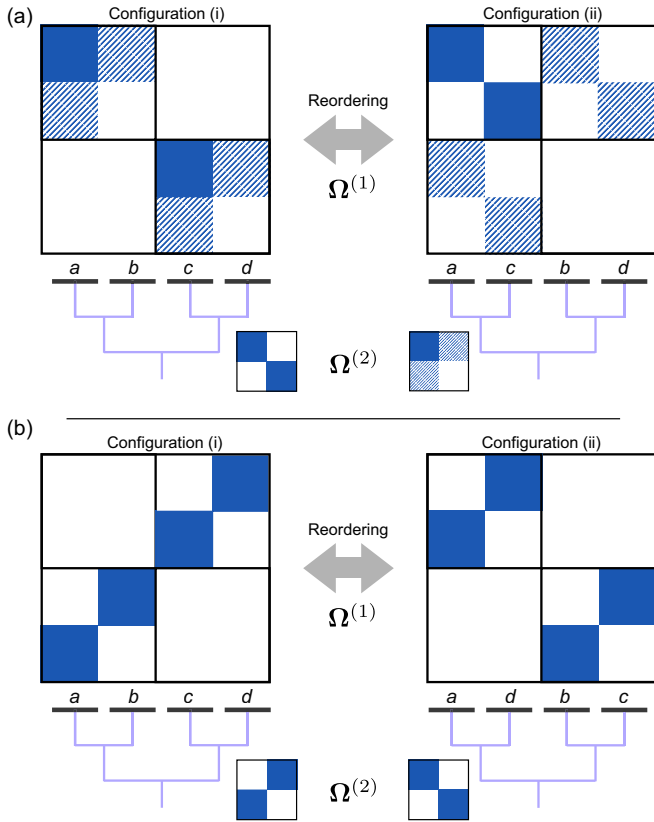 (a)
Configuration (i)
Configuration (ii)
Reordering
Ω(1)
a b c d
a c b d
Ω(2)
(b)
Configuration (i)
Configuration (ii)
Reordering
Ω(1)
a b c d
a d b c
Ω(2)